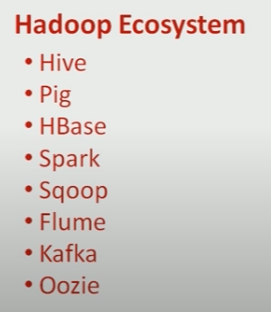 Hadoop Ecosystem
• Hive
• Pig
• HBase
• Spark
• Sqoop
• Flume
• Kafka
• Oozie